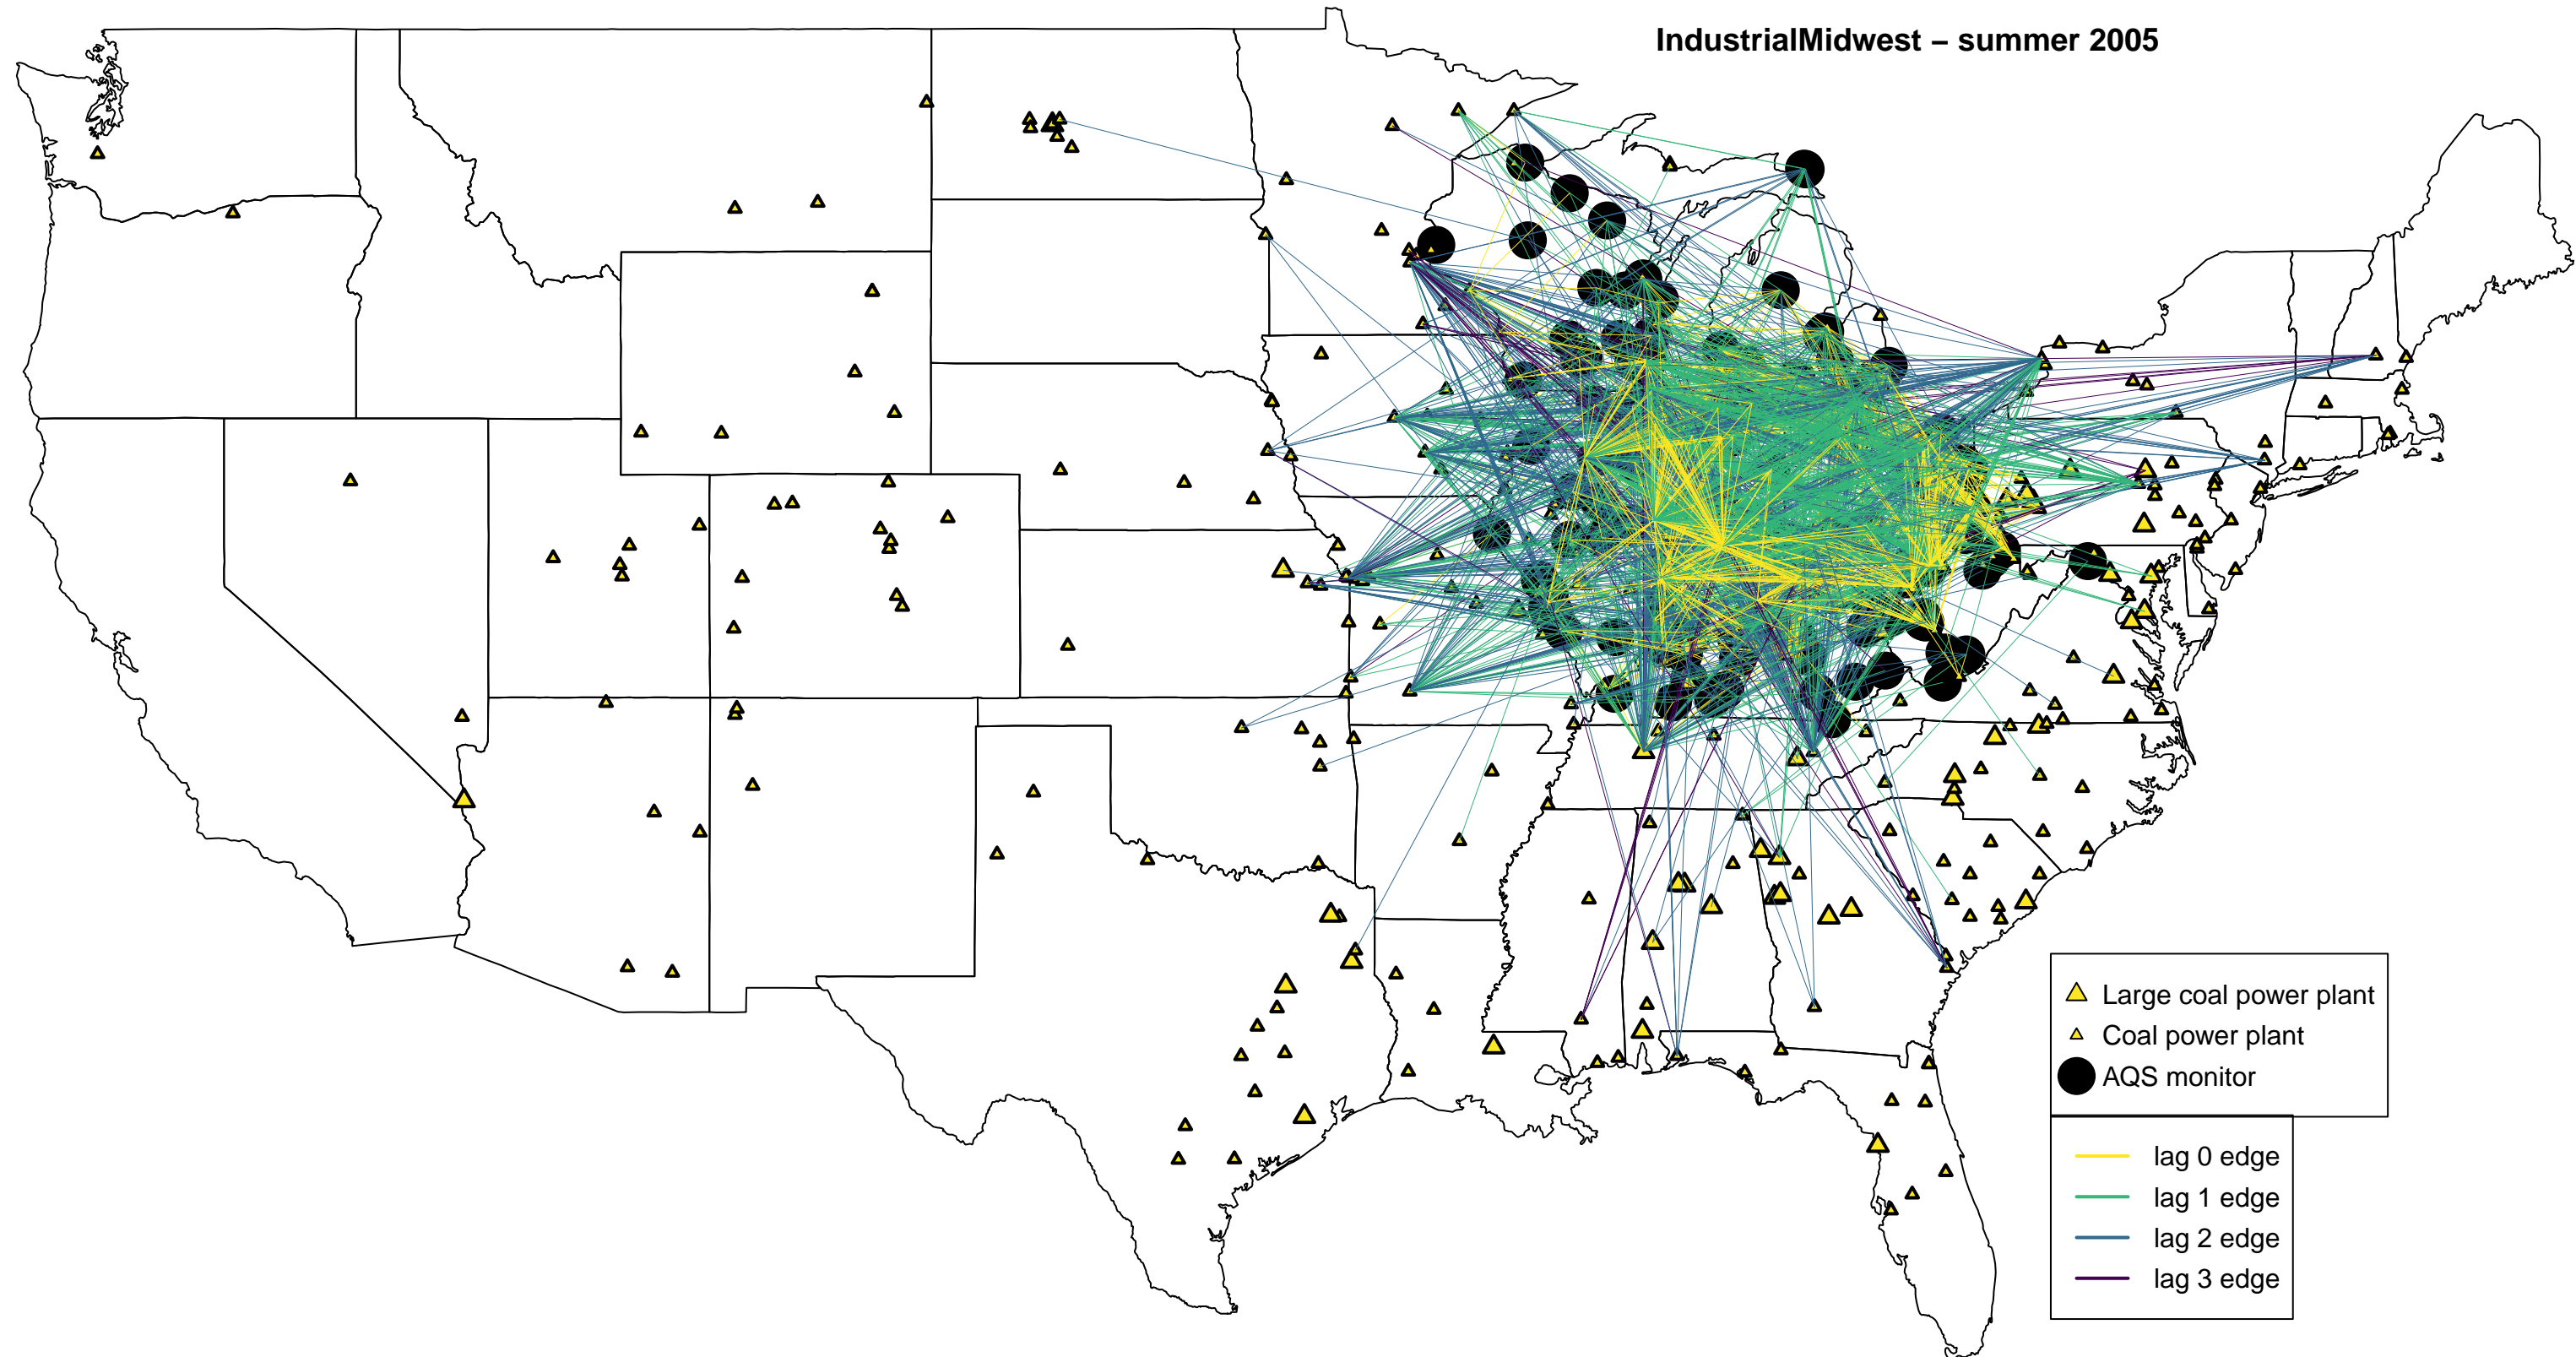 IndustrialMidwest – summer 2005
Large coal power plant
Coal power plant
AQS monitor
lag 0 edge
lag 1 edge
lag 2 edge
lag 3 edge